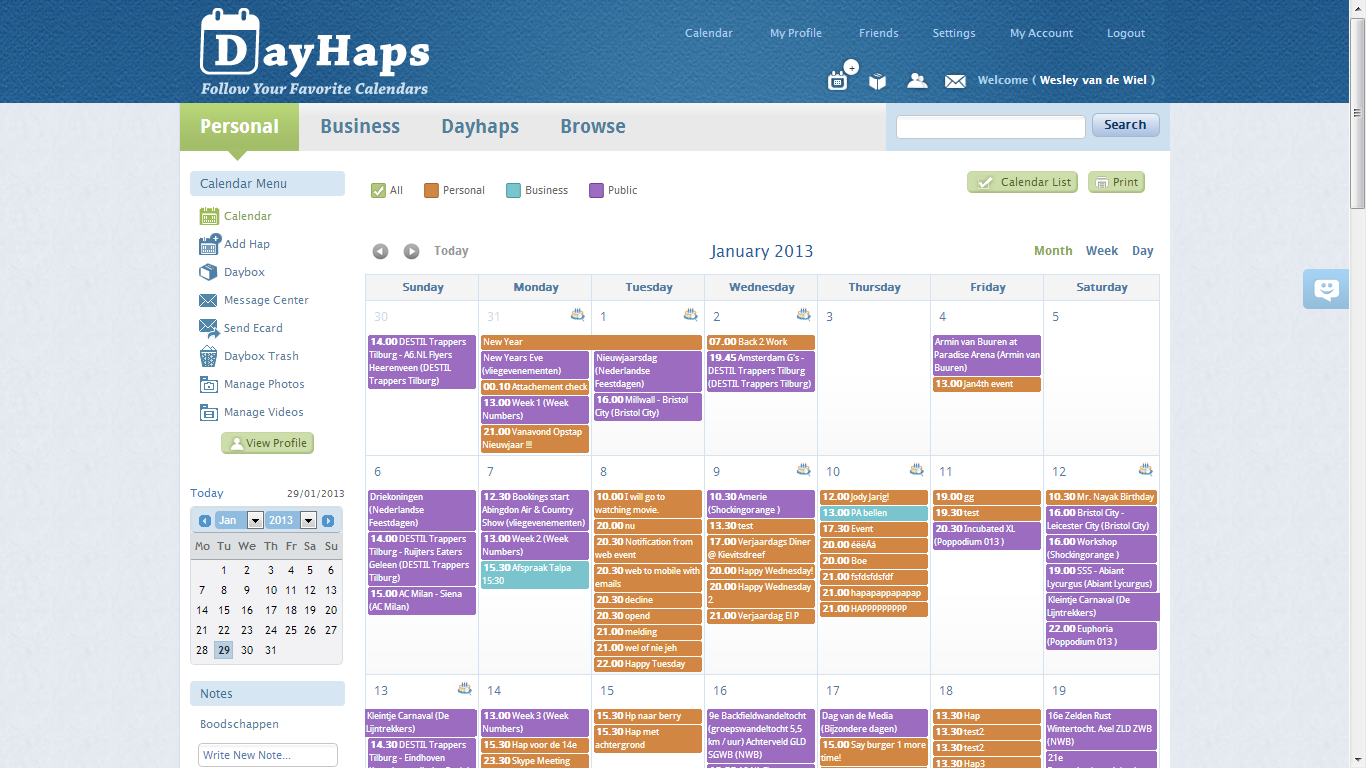 DayHaps
Follow Your Favorite Calendars
Calendar My Profile Friends Settings My Account Logout
Welcome ( Wesley van de Wiel )
Personal Business Dayhaps Browse
Search
Calendar Menu
Calendar
Add Hap
Daybox
Message Center
Send Ecard
Daybox Trash
Manage Photos
Manage Videos
View Profile
Today 29/01/2013
Jan 2013
Mo Tu We Th Fr Sa Su
1 2 3 4 5 6
7 8 9 10 11 12 13
14 15 16 17 18 19 20
21 22 23 24 25 26 27
28 29 30 31
Notes
Boodschappen
Write New Note...
All Personal Business Public
Calendar List Print
Today
January 2013
Month Week Day
Sunday Monday Tuesday Wednesday Thursday Friday Saturday
30
14.00 DESTIL Trappers
Tilburg - A6.NL Flyers
Heerenveen (DESTIL
Trappers Tilburg)
31
New Year
New Years Eve
(vliegevenementen)
00.10 Attachement check
13.00 Week 1 (Week
Numbers)
21.00 Vanavond Opstap
Nieuwjaar !!!
1
Nieuwjaarsdag
(Nederlandse
Feestdagen)
16.00 Millwall - Bristol
City (Bristol City)
2
07.00 Back 2 Work
19.45 Amsterdam G's -
DESTIL Trappers Tilburg
(DESTIL Trappers Tilburg)
3
4
Armin van Buuren at
Paradise Arena (Armin van
Buuren)
13.00 Jan4th event
5
6
Driekoningen
(Nederlandse
Feestdagen)
14.00 DESTIL Trappers
Tilburg - Ruijters Eaters
Geleen (DESTIL Trappers
Tilburg)
15.00 AC Milan - Siena
(AC Milan)
7
12.30 Bookings start
Abingdon Air & Country
Show (vliegevenementen)
13.00 Week 2 (Week
Numbers)
15.30 Afspraak Talpa
15:30
8
10.00 I will go to
watching movie.
20.00 nu
20.30 Notification from
web event
20.30 web to mobile with
emails
20.30 decline
20.30 opend
21.00 melding
21.00 wel of nie jeh
22.00 Happy Tuesday
9
10.30 Amerie
(Shockingorange )
13.30 test
17.00 Verjaardags Diner
@ Kievitsdreef
20.00 Happy Wednesday!
20.00 Happy Wednesday
2
21.00 Verjaardag El P
10
12.00 Jody Jarig!
13.00 PA bellen
17.30 Event
20.00 éëëÁá
20.00 Boe
21.00 fsfdsfdsfdf
21.00 hapapappapapap
21.00 HAPPPPPPPPP
11
19.00 gg
19.30 test
20.30 Incubated XL
(Poppodium 013 )
12
10.30 Mr. Nayak Birthday
16.00 Bristol City -
Leicester City (Bristol City)
16.00 Workshop
(Shockingorange )
19.00 SSS - Abiant
Lycurgus (Abiant Lycurgus)
Kleintje Carnaval (De
Lijntrekkers)
22.00 Euphoria
(Poppodium 013 )
13
Kleintje Carnaval (De
Lijntrekkers)
14.30 DESTIL Trappers
Tilburg - Eindhoven
14
13.00 Week 3 (Week
Numbers)
15.30 Hap voor de 14e
23.30 Skype Meeting
15
15.30 Hp naar berry
15.30 Hap met
achtergrond
16
9e Backfieldwandeltocht
(groepswandeltocht 5,5
km / uur) Achterveld GLD
SGWB (NWB)
17
Dag van de Media
(Bijzondere dagen)
15.00 Say burger 1 more
time!
18
13.30 Hap
13.30 test2
13.30 test2
13.30 Hap3
19
16e Zelden Rust
Wintertocht. Axel ZLD ZWB
(NWB)
21e